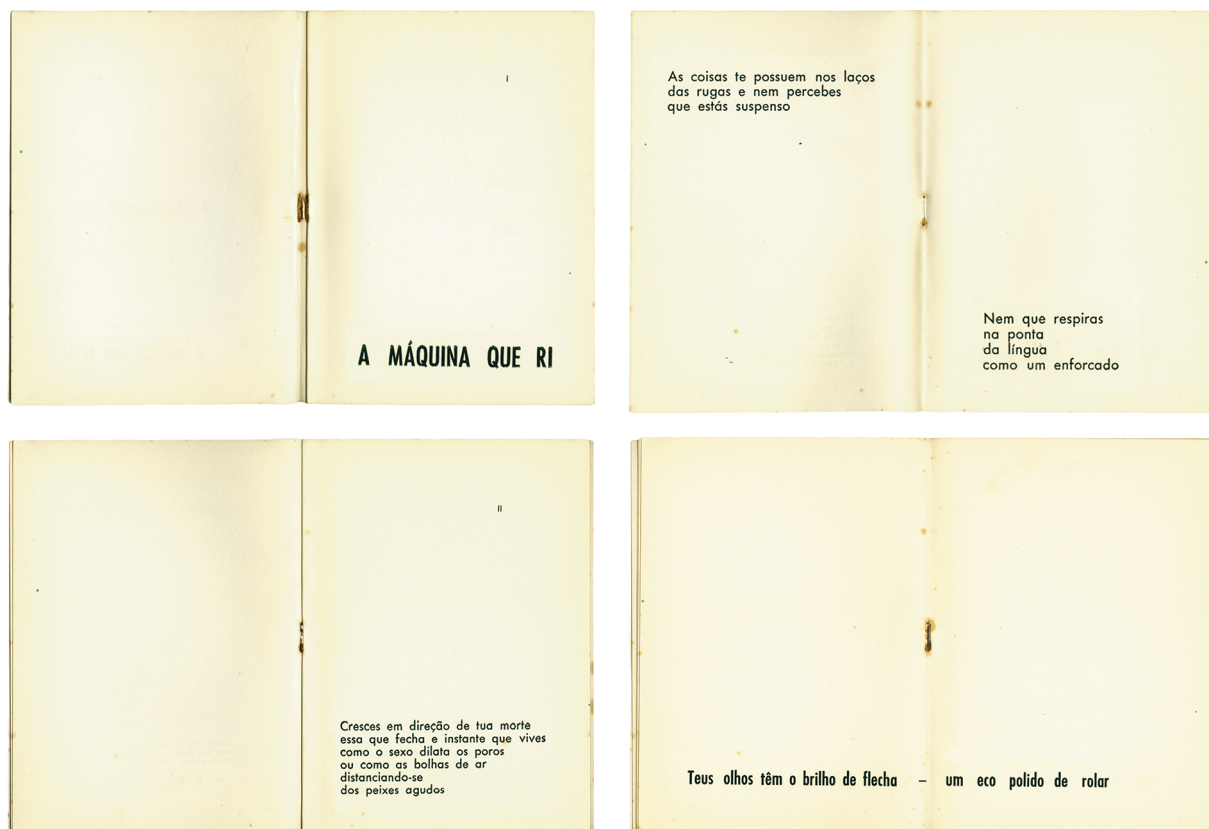 I
A MÁQUINA QUE RI
As coisas te possuem nos laços
das rugas e nem percebes
que estás suspenso
Nem que respiras
na ponta
da língua
como um enforcado
II
Cresces em direção de tua morte
essa que fecha e instante que vives
como o sexo dilata os poros
ou como as bolhas de ar
distanciando-se
dos peixes agudos
Teus olhos têm o brilho de flecha – um eco polido de rolar